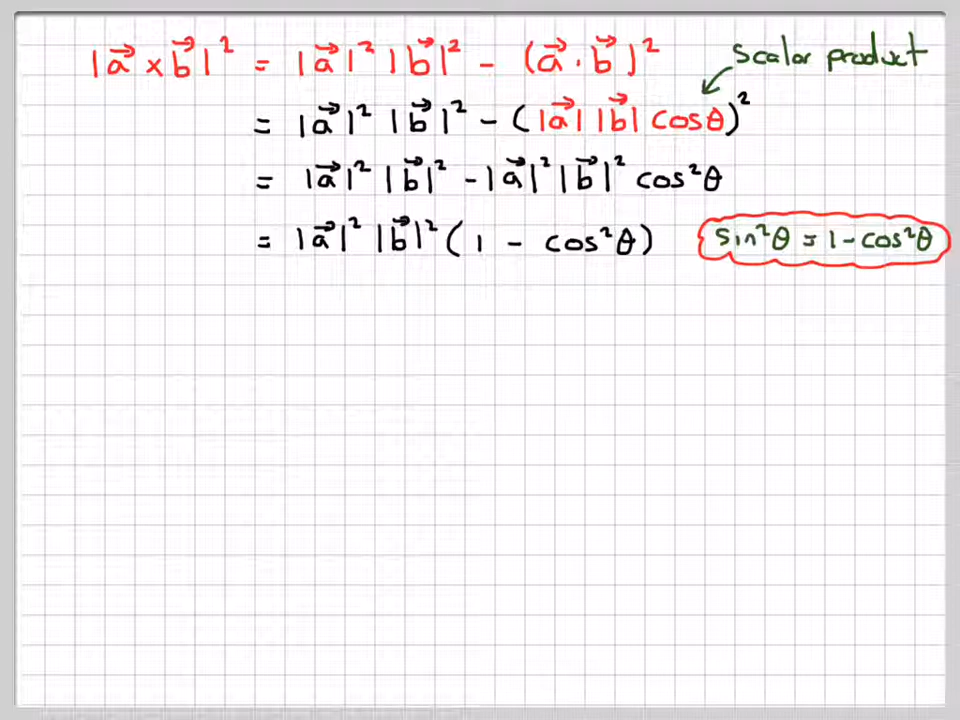 |a⃗ × b⃗|² = |a⃗|² |b⃗|² - (a⃗ · b⃗)² scalar product
= |a⃗|² |b⃗|² - (|a⃗| |b⃗| cosθ)²
= |a⃗|² |b⃗|² - |a⃗|² |b⃗|² cos²θ
= |a⃗|² |b⃗|² (1 - cos²θ) sin²θ = 1 - cos²θ